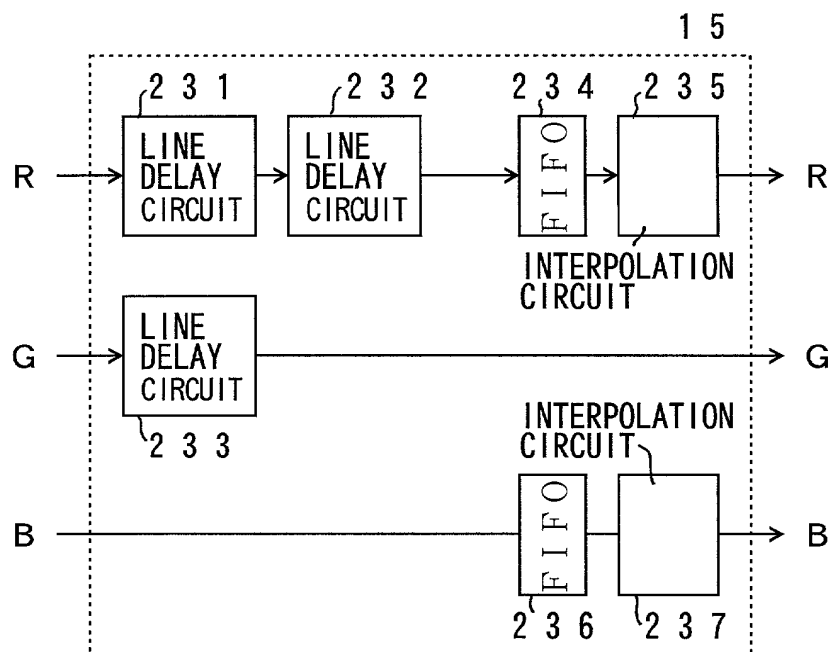 1 5
2 3 1
2 3 2
2 3 4
2 3 5
R
LINE
DELAY
CIRCUIT
LINE
DELAY
CIRCUIT
FIFO
R
INTERPOLATION
CIRCUIT
G
LINE
DELAY
CIRCUIT
G
2 3 3
INTERPOLATION
CIRCUIT
B
FIFO
B
2 3 6
2 3 7